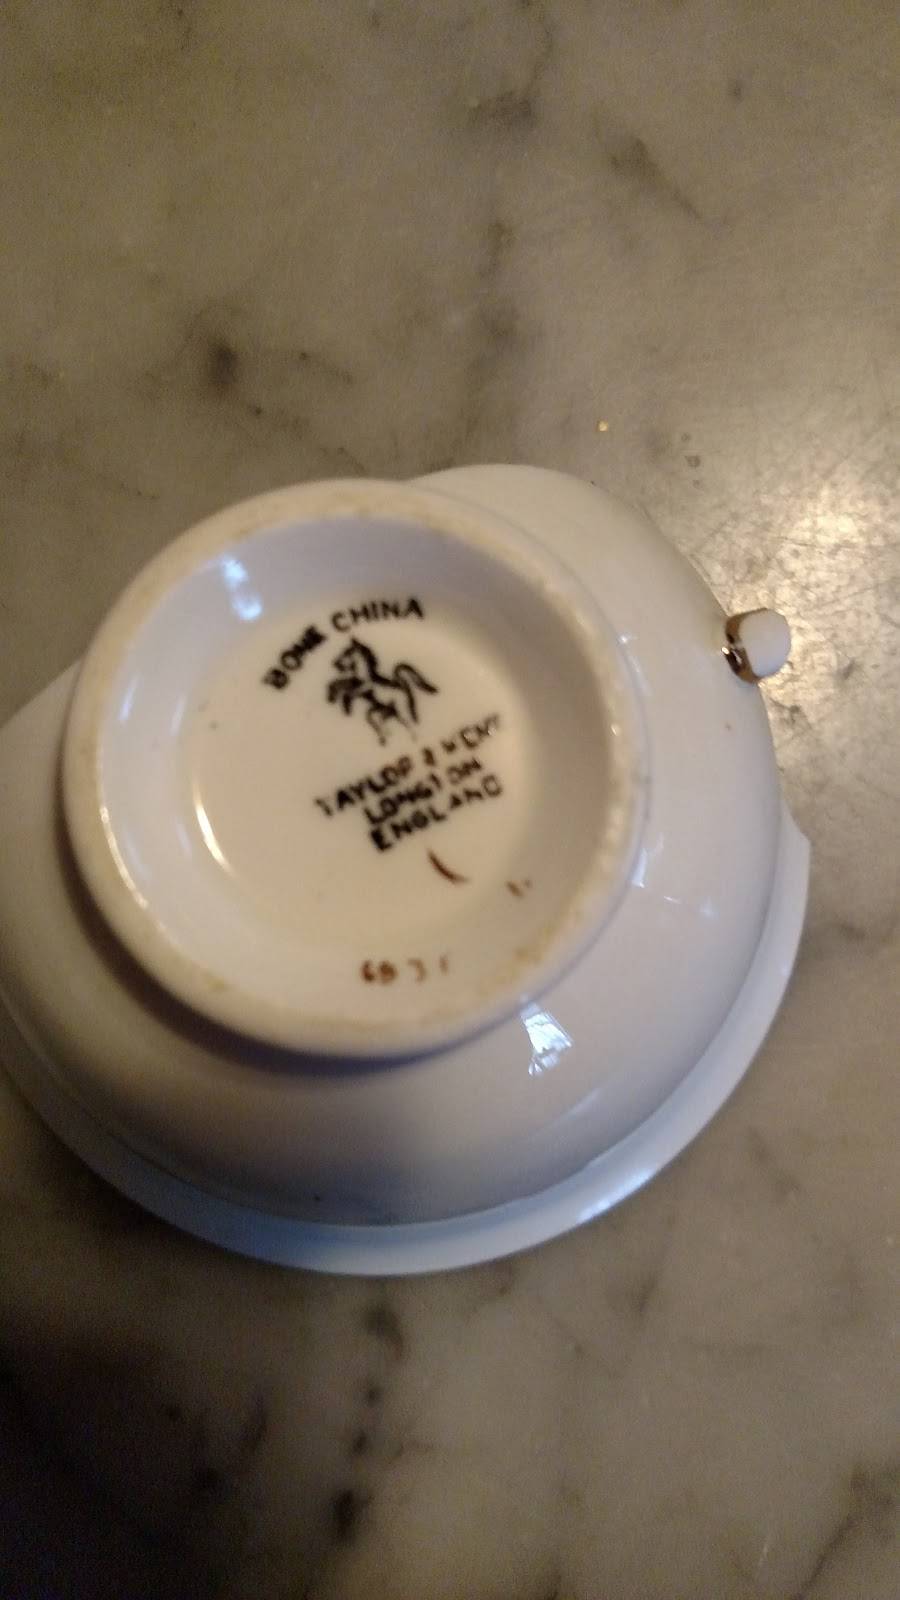 BONE CHINA
TAYLOR & KENT
LONGTON
ENGLAND